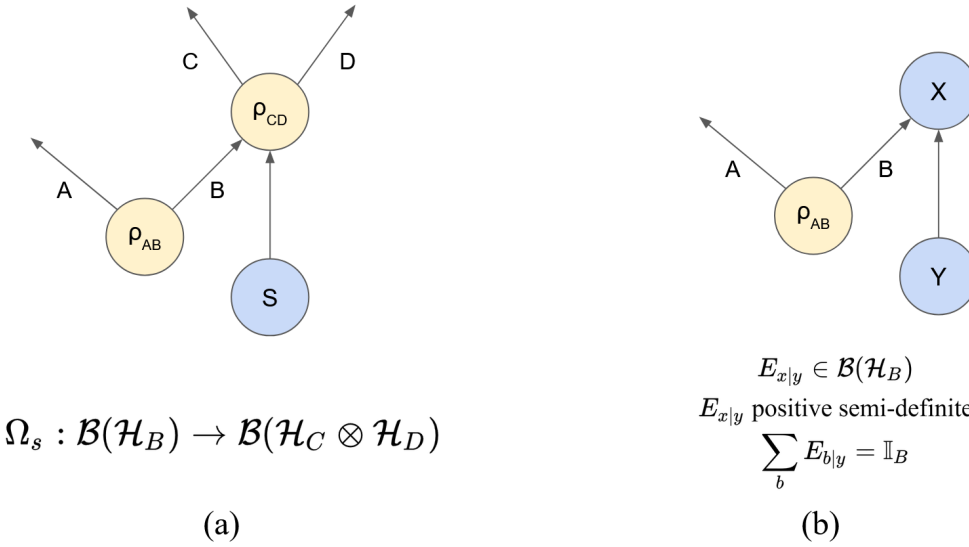 C
D
ρ_CD
A
B
ρ_AB
S
Ω_s : 𝓑(𝓗_B) → 𝓑(𝓗_C ⊗ 𝓗_D)
(a)
X
A
B
ρ_AB
Y
E_{x|y} ∈ 𝓑(𝓗_B)
E_{x|y} positive semi-definite
∑_b E_{b|y} = 𝕀_B
(b)